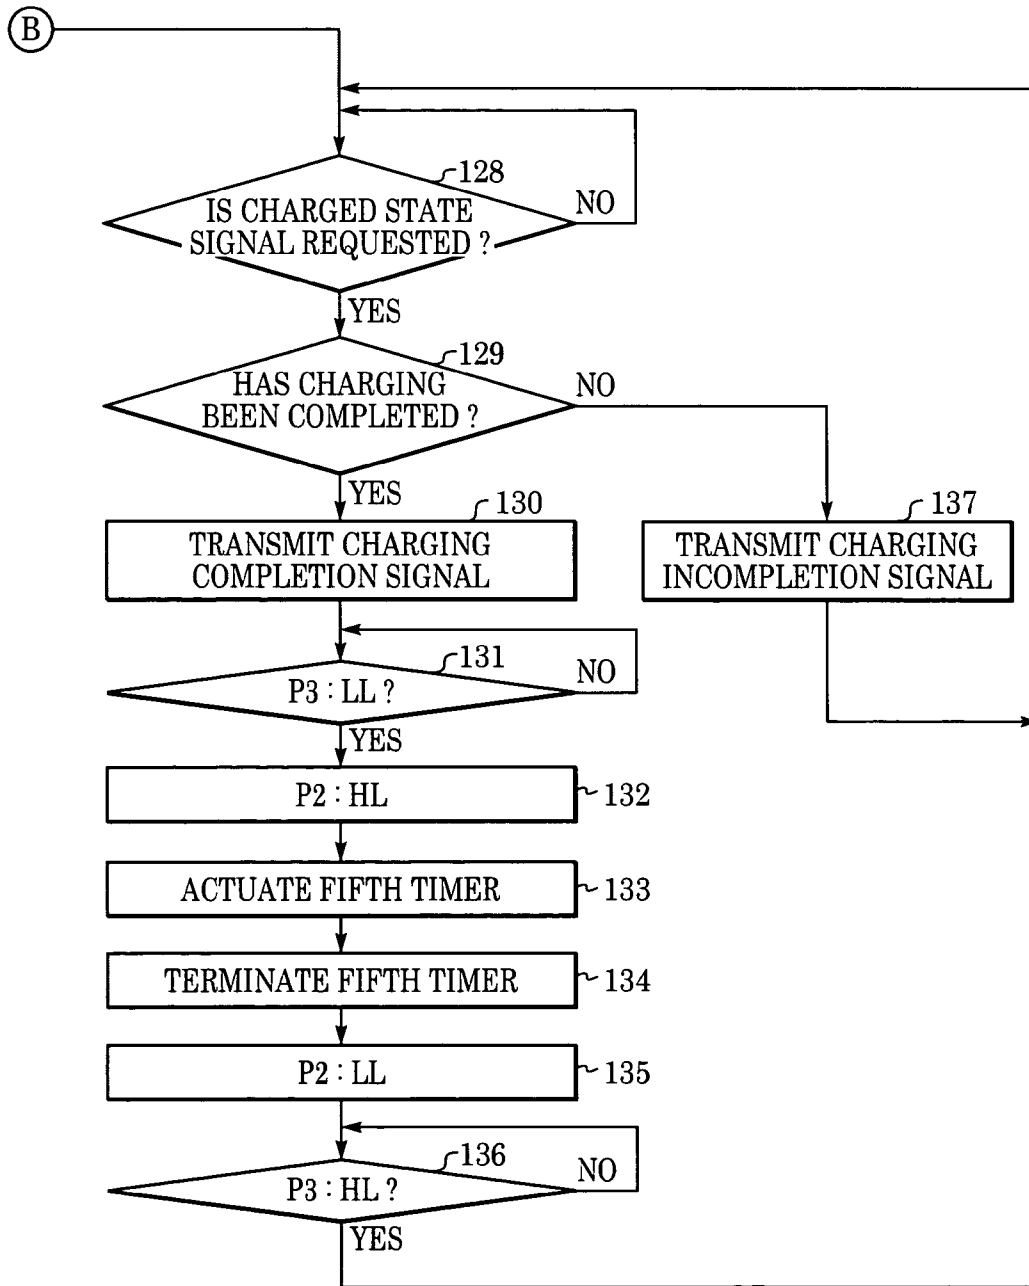 B
128
IS CHARGED STATE
SIGNAL REQUESTED ?
NO
YES
129
HAS CHARGING
BEEN COMPLETED ?
NO
YES
130
TRANSMIT CHARGING
COMPLETION SIGNAL
137
TRANSMIT CHARGING
INCOMPLETION SIGNAL
131
P3 : LL ?
NO
YES
P2 : HL
132
ACTUATE FIFTH TIMER
133
TERMINATE FIFTH TIMER
134
P2 : LL
135
136
P3 : HL ?
NO
YES